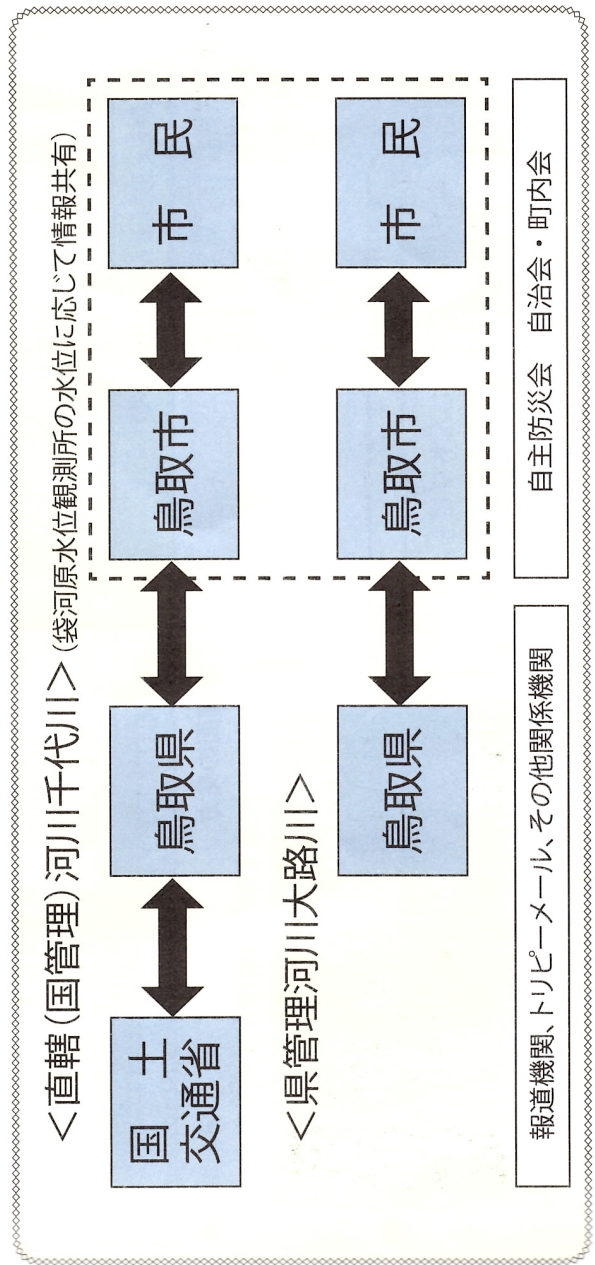 ＜直轄（国管理）河川千代川＞（袋河原水位観測所の水位に応じて情報共有）
国　土
交通省
鳥取県
鳥取市
市　民
＜県管理河川大路川＞
鳥取県
鳥取市
市　民
報道機関、トリピーメール、その他関係機関
自主防災会　自治会・町内会